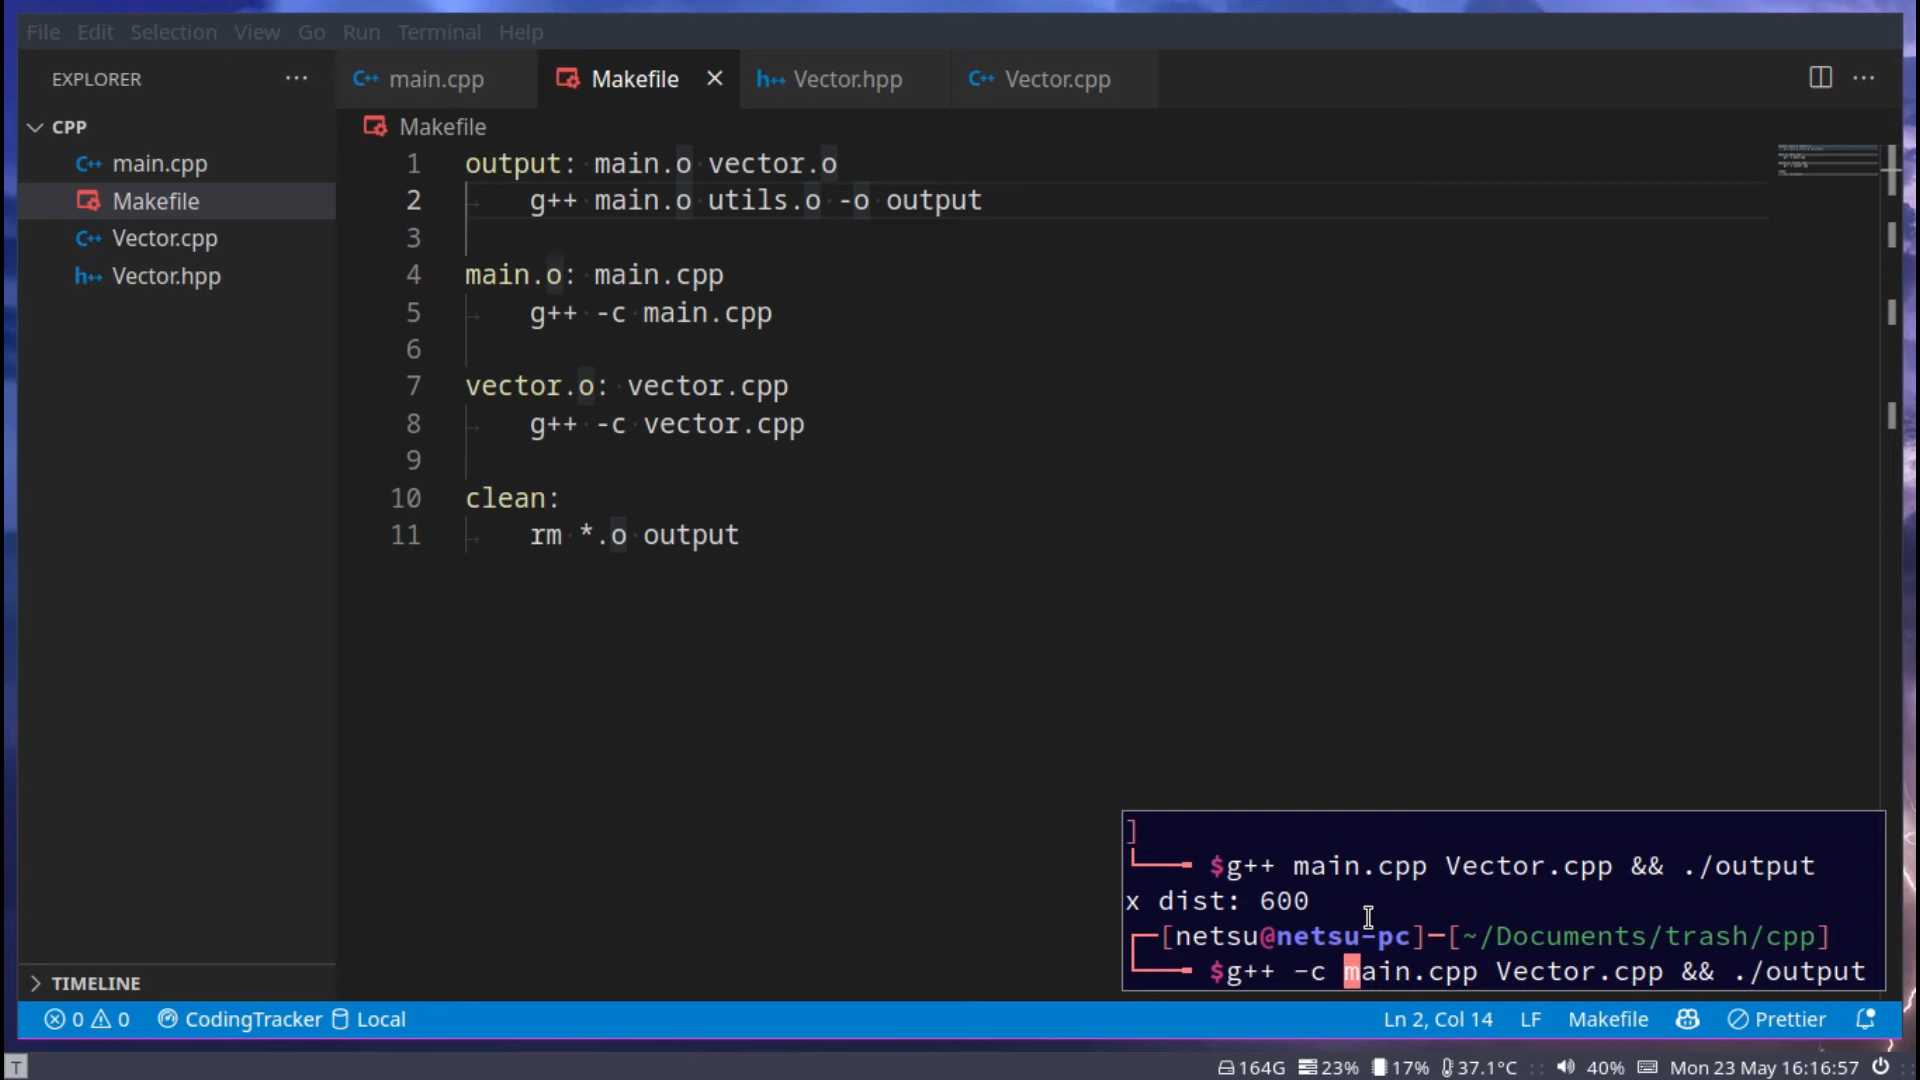 File Edit Selection View Go Run Terminal Help
EXPLORER ··· main.cpp Makefile Vector.hpp Vector.cpp ···
CPP
main.cpp
Makefile
Vector.cpp
Vector.hpp
Makefile
1 output: main.o vector.o
2 g++ main.o utils.o -o output
3
4 main.o: main.cpp
5 g++ -c main.cpp
6
7 vector.o: vector.cpp
8 g++ -c vector.cpp
9
10 clean:
11 rm *.o output
]
$g++ main.cpp Vector.cpp && ./output
x dist: 600
[netsu@netsu-pc]-[~/Documents/trash/cpp]
$g++ -c main.cpp Vector.cpp && ./output
TIMELINE
0 0 CodingTracker Local Ln 2, Col 14 LF Makefile Prettier
T 164G 23% 17% 37.1°C :: 40% Mon 23 May 16:16:57